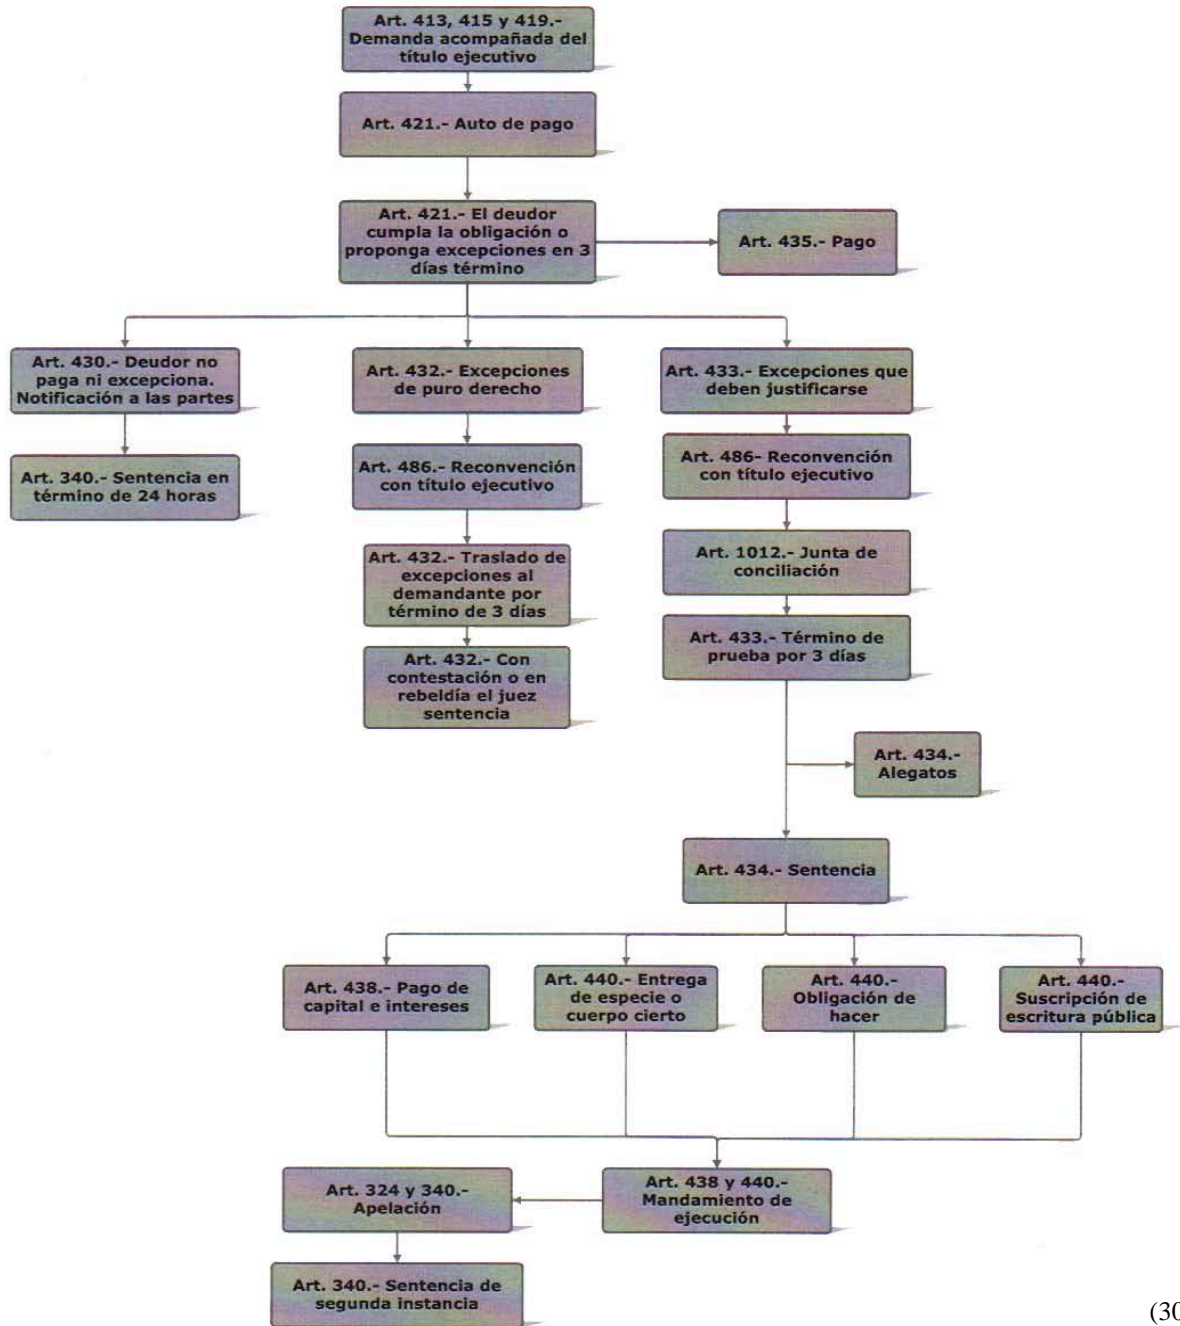 Art. 413, 415 y 419.-
Demanda acompañada del
título ejecutivo
Art. 421.- Auto de pago
Art. 421.- El deudor
cumpla la obligación o
proponga excepciones en 3
días término
Art. 435.- Pago
Art. 430.- Deudor no
paga ni excepciona.
Notificación a las partes
Art. 340.- Sentencia en
término de 24 horas
Art. 432.- Excepciones
de puro derecho
Art. 486.- Reconvención
con título ejecutivo
Art. 432.- Traslado de
excepciones al
demandante por
término de 3 días
Art. 432.- Con
contestación o en
rebeldía el juez
sentencia
Art. 433.- Excepciones que
deben justificarse
Art. 486- Reconvención
con título ejecutivo
Art. 1012.- Junta de
conciliación
Art. 433.- Término de
prueba por 3 días
Art. 434.-
Alegatos
Art. 434.- Sentencia
Art. 438.- Pago de
capital e intereses
Art. 440.- Entrega
de especie o
cuerpo cierto
Art. 440.-
Obligación de
hacer
Art. 440.-
Suscripción de
escritura pública
Art. 438 y 440.-
Mandamiento de
ejecución
Art. 324 y 340.-
Apelación
Art. 340.- Sentencia de
segunda instancia
(30